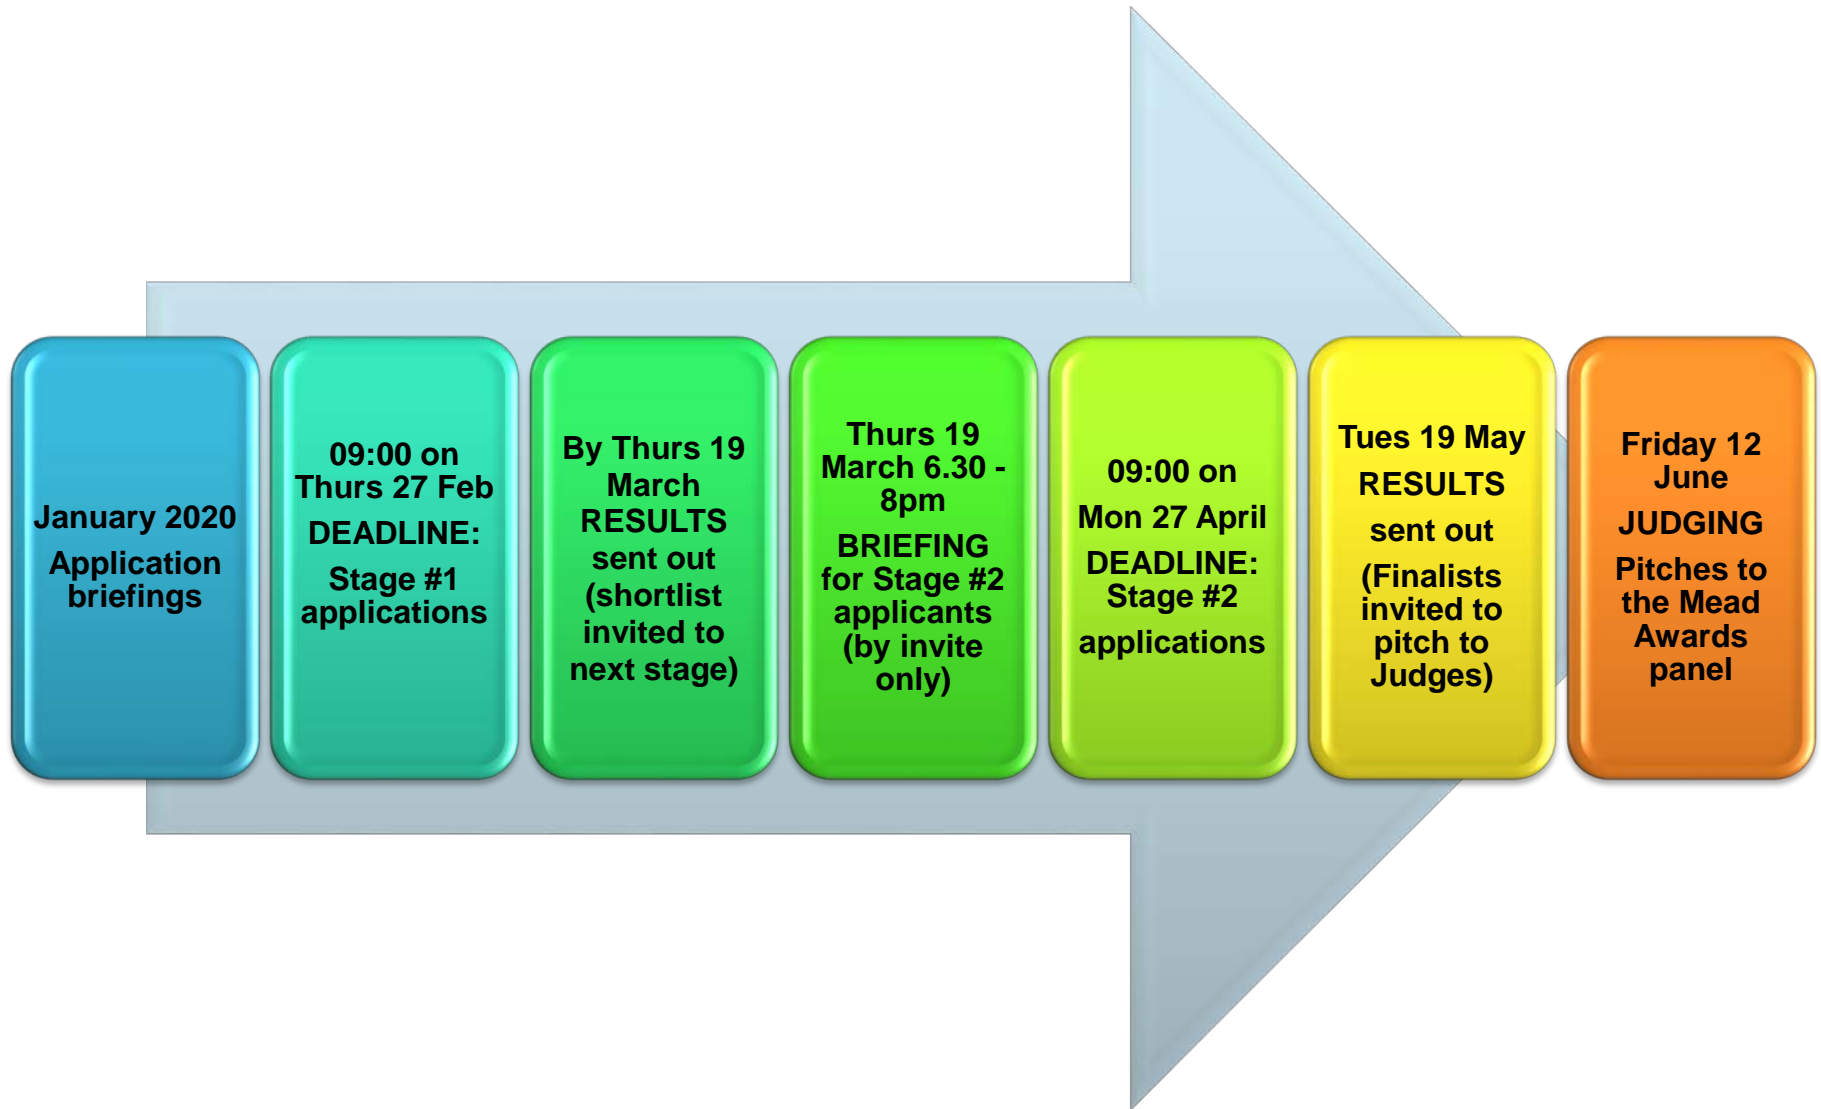 January 2020
Application
briefings
09:00 on
Thurs 27 Feb
DEADLINE:
Stage #1
applications
By Thurs 19
March
RESULTS
sent out
(shortlist
invited to
next stage)
Thurs 19
March 6.30 -
8pm
BRIEFING
for Stage #2
applicants
(by invite
only)
09:00 on
Mon 27 April
DEADLINE:
Stage #2
applications
Tues 19 May
RESULTS
sent out
(Finalists
invited to
pitch to
Judges)
Friday 12
June
JUDGING
Pitches to
the Mead
Awards
panel